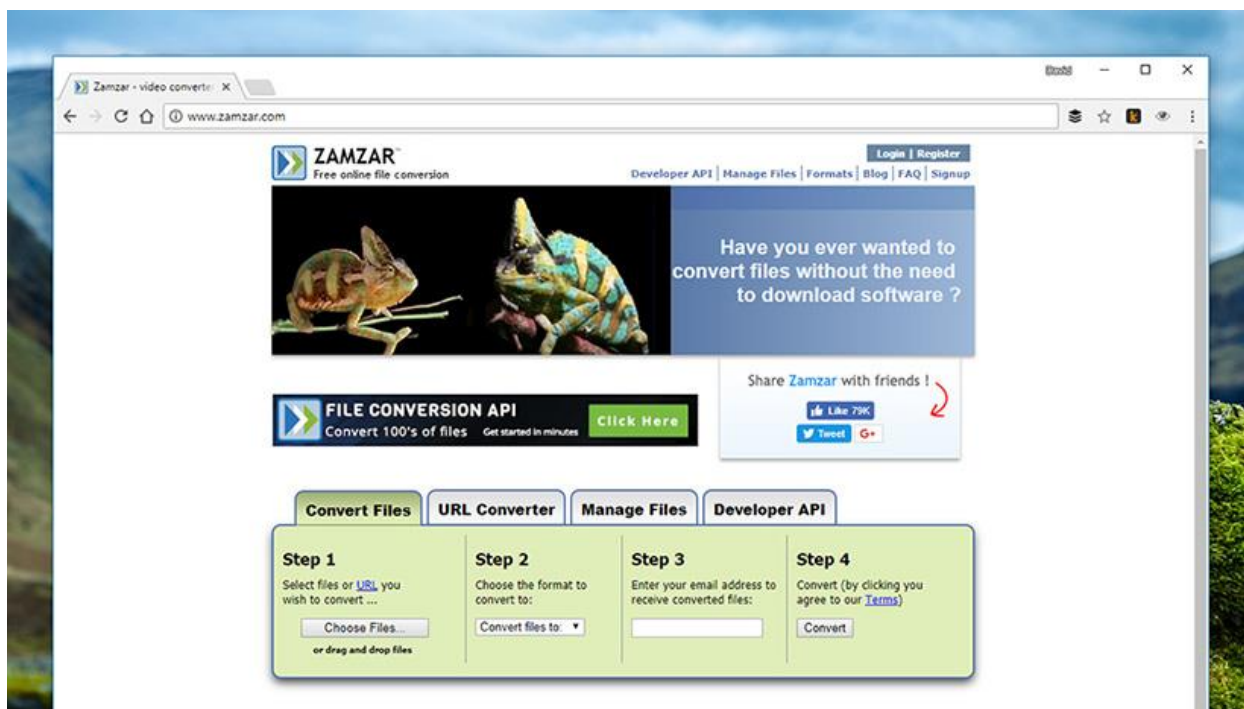 David
Zamzar - video converte
www.zamzar.com
ZAMZAR™
Free online file conversion
Login | Register
Developer API | Manage Files | Formats | Blog | FAQ | Signup
Have you ever wanted to
convert files without the need
to download software ?
Share Zamzar with friends !
Like 79K
Tweet G+
FILE CONVERSION API
Convert 100's of files Get started in minutes
Click Here
Convert Files URL Converter Manage Files Developer API
Step 1
Select files or URL you
wish to convert ...
Choose Files...
or drag and drop files
Step 2
Choose the format to
convert to:
Convert files to:
Step 3
Enter your email address to
receive converted files:
Step 4
Convert (by clicking you
agree to our Terms)
Convert